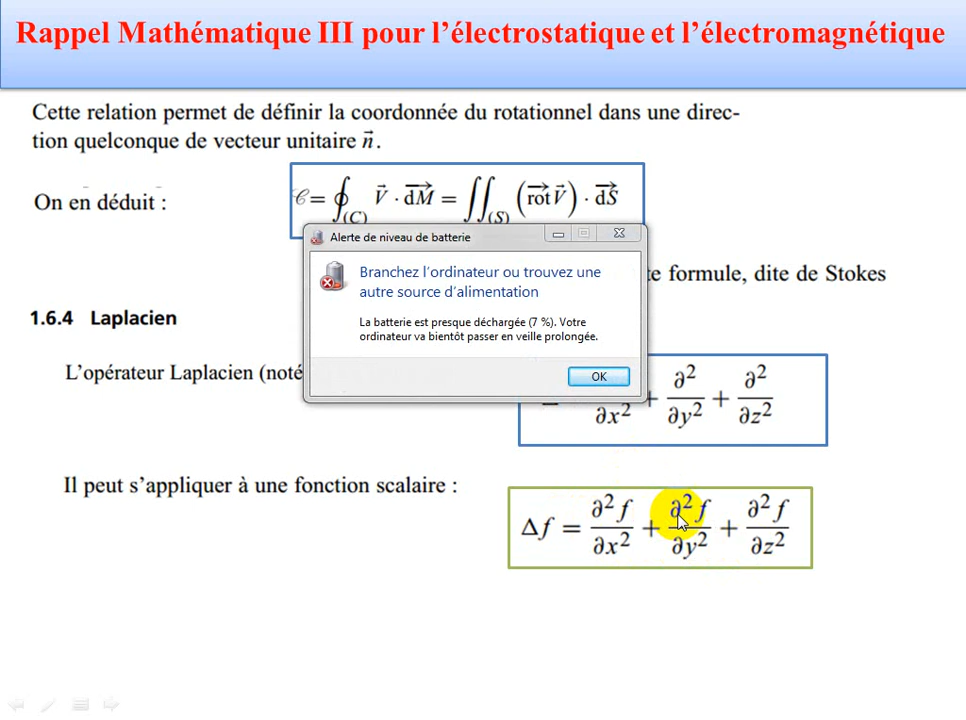 Rappel Mathématique III pour l’électrostatique et l’électromagnétique
Cette relation permet de définir la coordonnée du rotationnel dans une direc-
tion quelconque de vecteur unitaire n⃗.
On en déduit :
𝒞 = ∮(C) V⃗ · dM⃗ = ∬(S) (rot⃗ V⃗) · dS⃗
Alerte de niveau de batterie
Branchez l’ordinateur ou trouvez une
autre source d’alimentation
La batterie est presque déchargée (7 %). Votre
ordinateur va bientôt passer en veille prolongée.
OK
formule, dite de Stokes
1.6.4 Laplacien
L’opérateur Laplacien (noté
∂x² + ∂²/∂y² + ∂²/∂z²
Il peut s’appliquer à une fonction scalaire :
Δf = ∂²f/∂x² + ∂²f/∂y² + ∂²f/∂z²